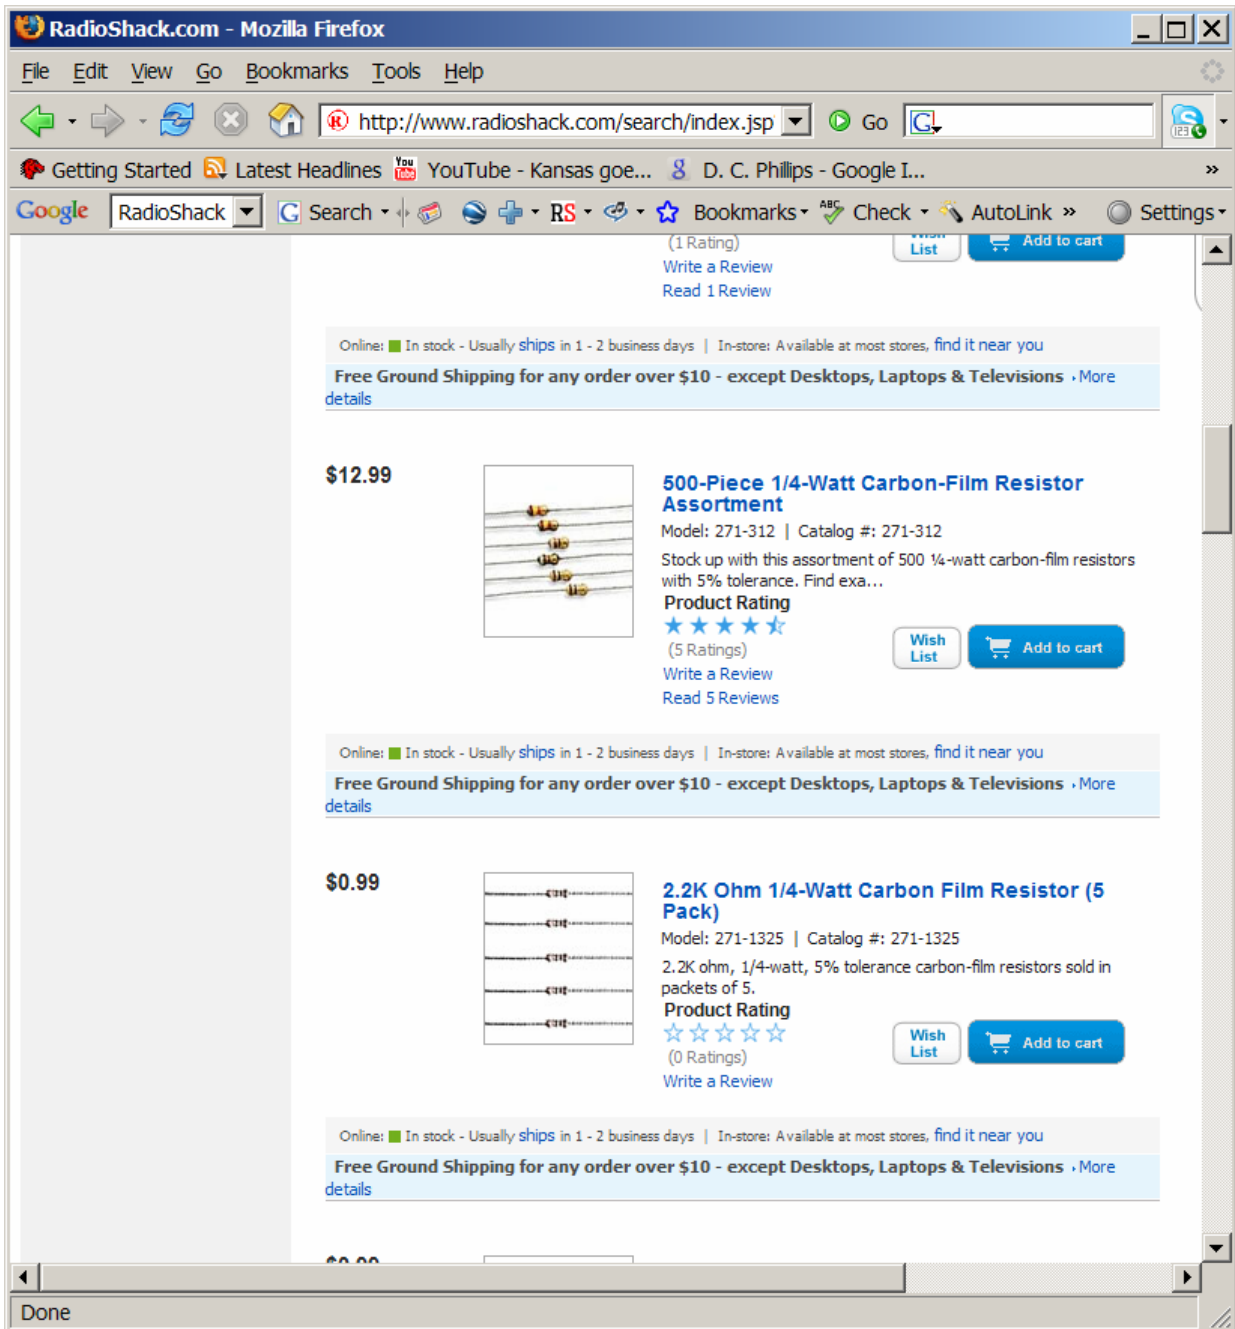 RadioShack.com - Mozilla Firefox
File Edit View Go Bookmarks Tools Help
http://www.radioshack.com/search/index.jsp Go G
Getting Started Latest Headlines You Tube YouTube - Kansas goe... 8 D. C. Phillips - Google I... »
Google RadioShack G Search RS Bookmarks ABC Check AutoLink » Settings
(1 Rating) Wish List Add to cart
Write a Review
Read 1 Review
Online: In stock - Usually ships in 1 - 2 business days | In-store: Available at most stores, find it near you
Free Ground Shipping for any order over $10 - except Desktops, Laptops & Televisions More
details
$12.99
500-Piece 1/4-Watt Carbon-Film Resistor
Assortment
Model: 271-312 | Catalog #: 271-312
Stock up with this assortment of 500 ¼-watt carbon-film resistors
with 5% tolerance. Find exa...
Product Rating
(5 Ratings)
Wish
List
Add to cart
Write a Review
Read 5 Reviews
Online: In stock - Usually ships in 1 - 2 business days | In-store: Available at most stores, find it near you
Free Ground Shipping for any order over $10 - except Desktops, Laptops & Televisions More
details
$0.99
2.2K Ohm 1/4-Watt Carbon Film Resistor (5
Pack)
Model: 271-1325 | Catalog #: 271-1325
2.2K ohm, 1/4-watt, 5% tolerance carbon-film resistors sold in
packets of 5.
Product Rating
(0 Ratings)
Wish
List
Add to cart
Write a Review
Online: In stock - Usually ships in 1 - 2 business days | In-store: Available at most stores, find it near you
Free Ground Shipping for any order over $10 - except Desktops, Laptops & Televisions More
details
Done